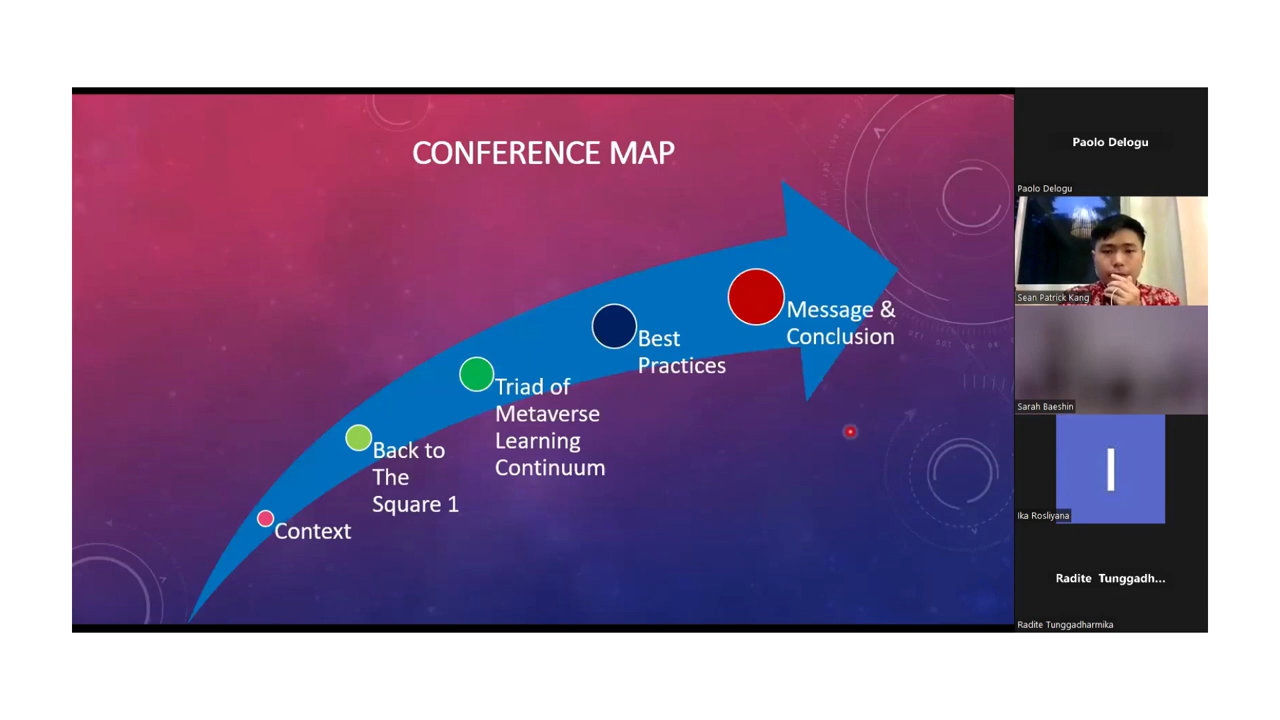 CONFERENCE MAP
Message &
Conclusion
Best
Practices
Triad of
Metaverse
Learning
Continuum
Back to
The
Square 1
Context
Paolo Delogu
Paolo Delogu
Sean Patrick Kang
Sarah Baeshin
I
Ika Rosliyana
Radite Tunggadh...
Radite Tunggadharmika